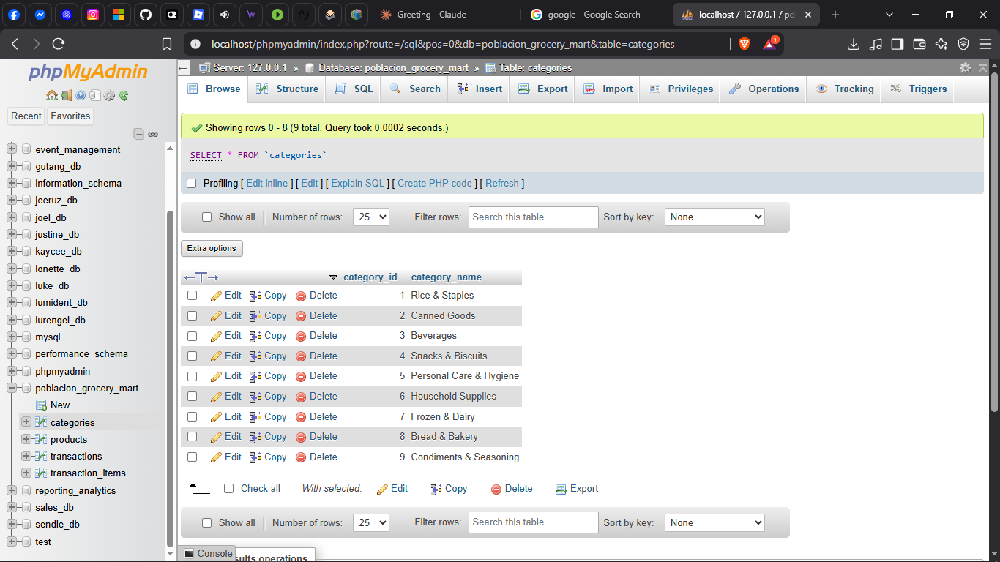 Greeting - Claude
google - Google Search
localhost / 127.0.0.1 / po
localhost/phpmyadmin/index.php?route=/sql&pos=0&db=poblacion_grocery_mart&table=categories
1
phpMyAdmin
Recent
Favorites
event_management
gutang_db
information_schema
jeeruz_db
joel_db
justine_db
kaycee_db
lonette_db
luke_db
lumident_db
lurengel_db
mysql
performance_schema
phpmyadmin
poblacion_grocery_mart
New
categories
products
transactions
transaction_items
reporting_analytics
sales_db
sendie_db
test
Server: 127.0.0.1 » Database: poblacion_grocery_mart » Table: categories
Browse Structure SQL Search Insert Export Import Privileges Operations Tracking Triggers
Showing rows 0 - 8 (9 total, Query took 0.0002 seconds.)
SELECT * FROM `categories`
Profiling [ Edit inline ] [ Edit ] [ Explain SQL ] [ Create PHP code ] [ Refresh ]
Show all Number of rows: 25 Filter rows: Search this table Sort by key: None
Extra options
category_id category_name
Edit Copy Delete 1 Rice & Staples
Edit Copy Delete 2 Canned Goods
Edit Copy Delete 3 Beverages
Edit Copy Delete 4 Snacks & Biscuits
Edit Copy Delete 5 Personal Care & Hygiene
Edit Copy Delete 6 Household Supplies
Edit Copy Delete 7 Frozen & Dairy
Edit Copy Delete 8 Bread & Bakery
Edit Copy Delete 9 Condiments & Seasoning
Check all With selected: Edit Copy Delete Export
Show all Number of rows: 25 Filter rows: Search this table Sort by key: None
Console
sults operations